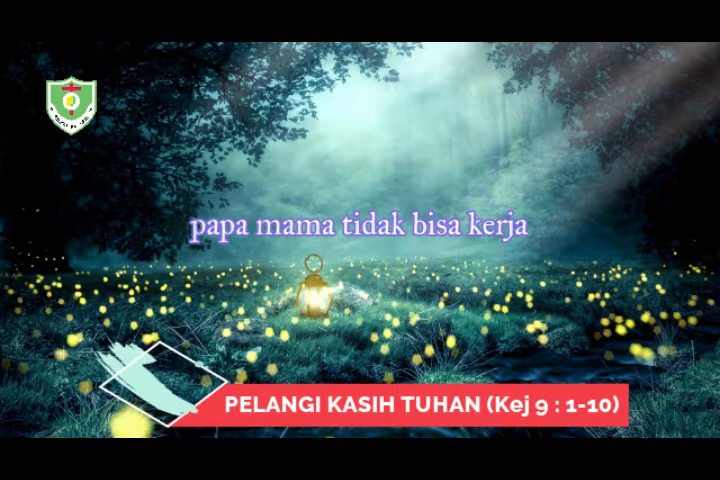 papa mama tidak bisa kerja
PELANGI KASIH TUHAN (Kej 9 : 1-10)